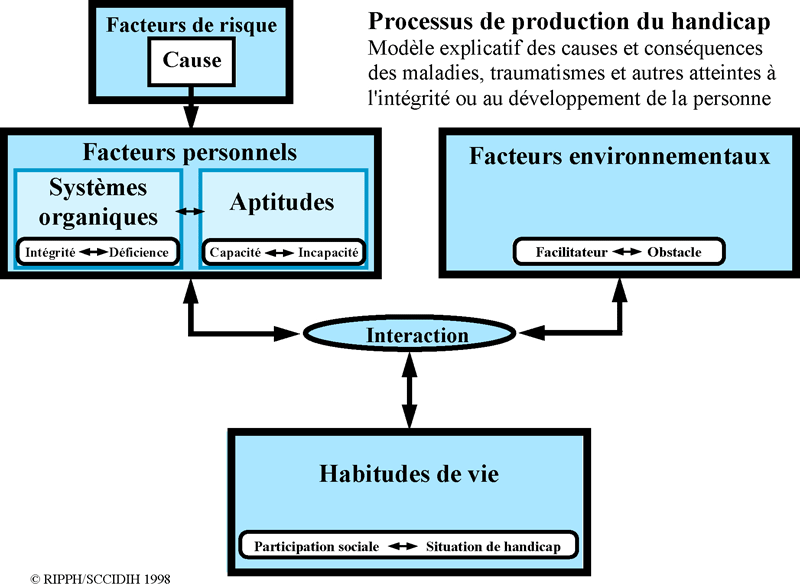 Facteurs de risque
Cause
Processus de production du handicap
Modèle explicatif des causes et conséquences
des maladies, traumatismes et autres atteintes à
l'intégrité ou au développement de la personne
Facteurs personnels
Systèmes
organiques
Intégrité Déficience
Aptitudes
Capacité Incapacité
Facteurs environnementaux
Facilitateur Obstacle
Interaction
Habitudes de vie
Participation sociale Situation de handicap
© RIPPH/SCCIDIH 1998